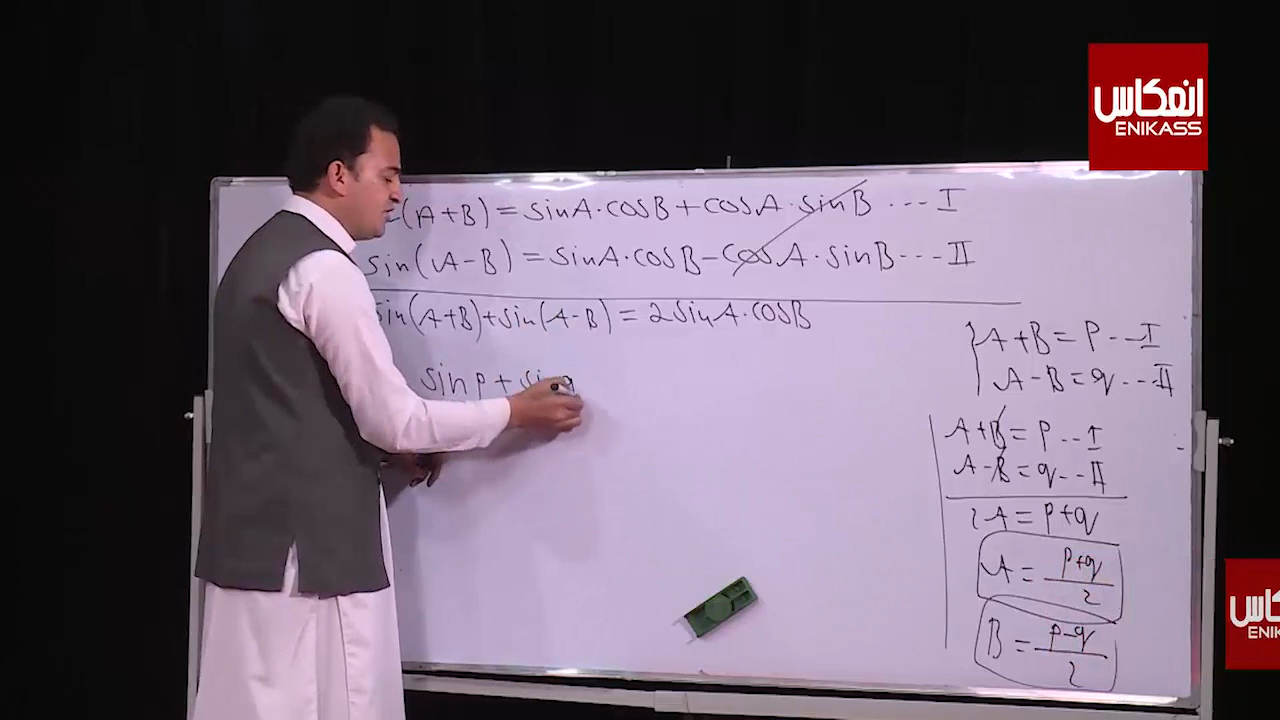 انعکاس
ENIKASS
(A+B)=sinA·cosB+cosA·sinB ---I
sin(A-B)=sinA·cosB-cosA·sinB---II
sin(A+B)+sin(A-B)=2sinA·cosB
sin p + sin q
A+B=p--I
A-B=q--II
A+B=p--I
A-B=q--II
2A=p+q
A=p+q/2
B=p-q/2